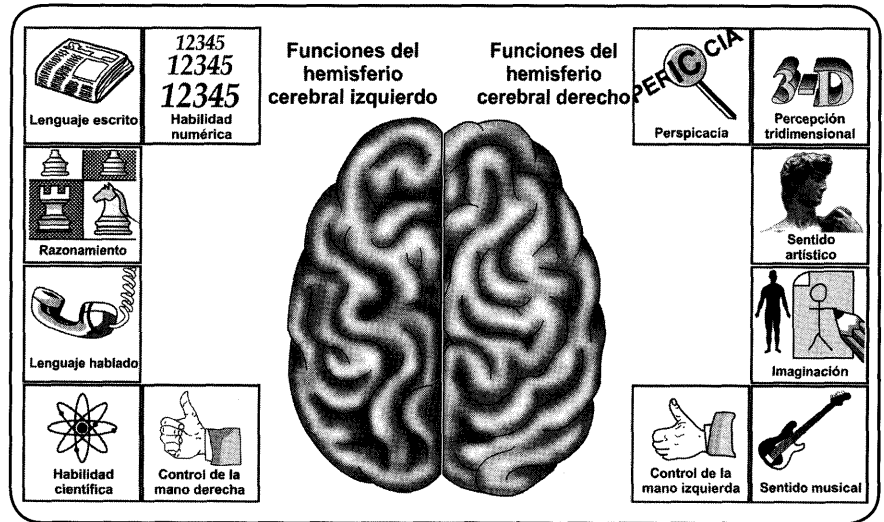 12345
12345
12345
Lenguaje escrito
Habilidad
numérica
Funciones del
hemisferio
cerebral izquierdo
Funciones del
hemisferio
cerebral derecho
PERICCIA
Perspicacía
3-D
Percepción
tridimensional
Razonamiento
Sentido
artístico
Lenguaje hablado
Imaginación
Habilidad
científica
Control de la
mano derecha
Control de la
mano izquierda
Sentido musical